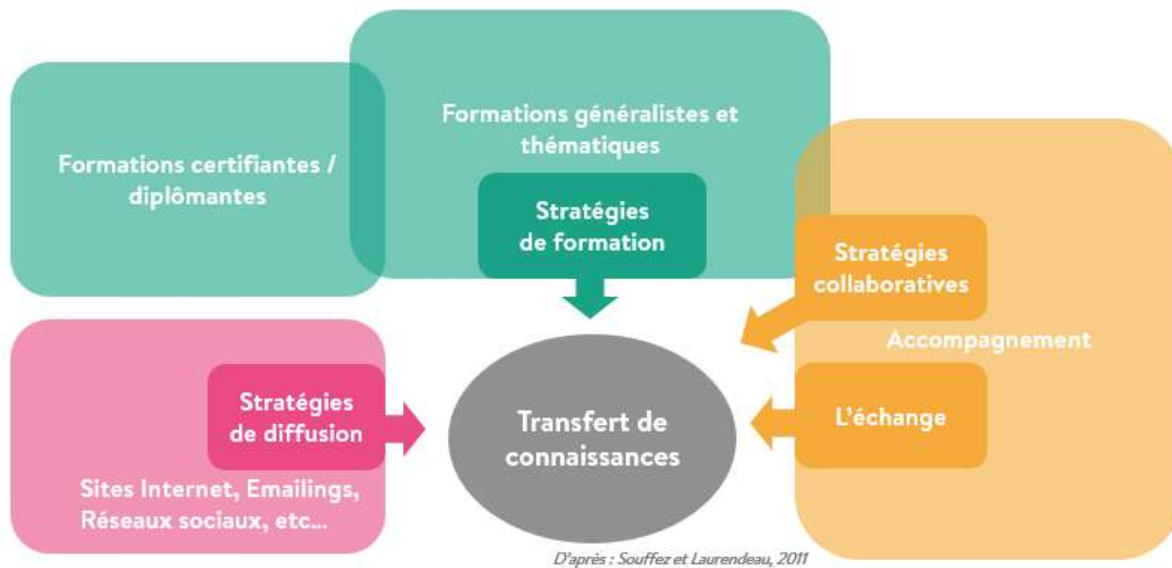 Formations certifiantes /
diplômantes
Formations généralistes et
thématiques
Stratégies
de formation
Stratégies
collaboratives
Accompagnement
L'échange
Stratégies
de diffusion
Sites Internet, Emailings,
Réseaux sociaux, etc...
Transfert de
connaissances
D'après : Souffez et Laurendeau, 2011